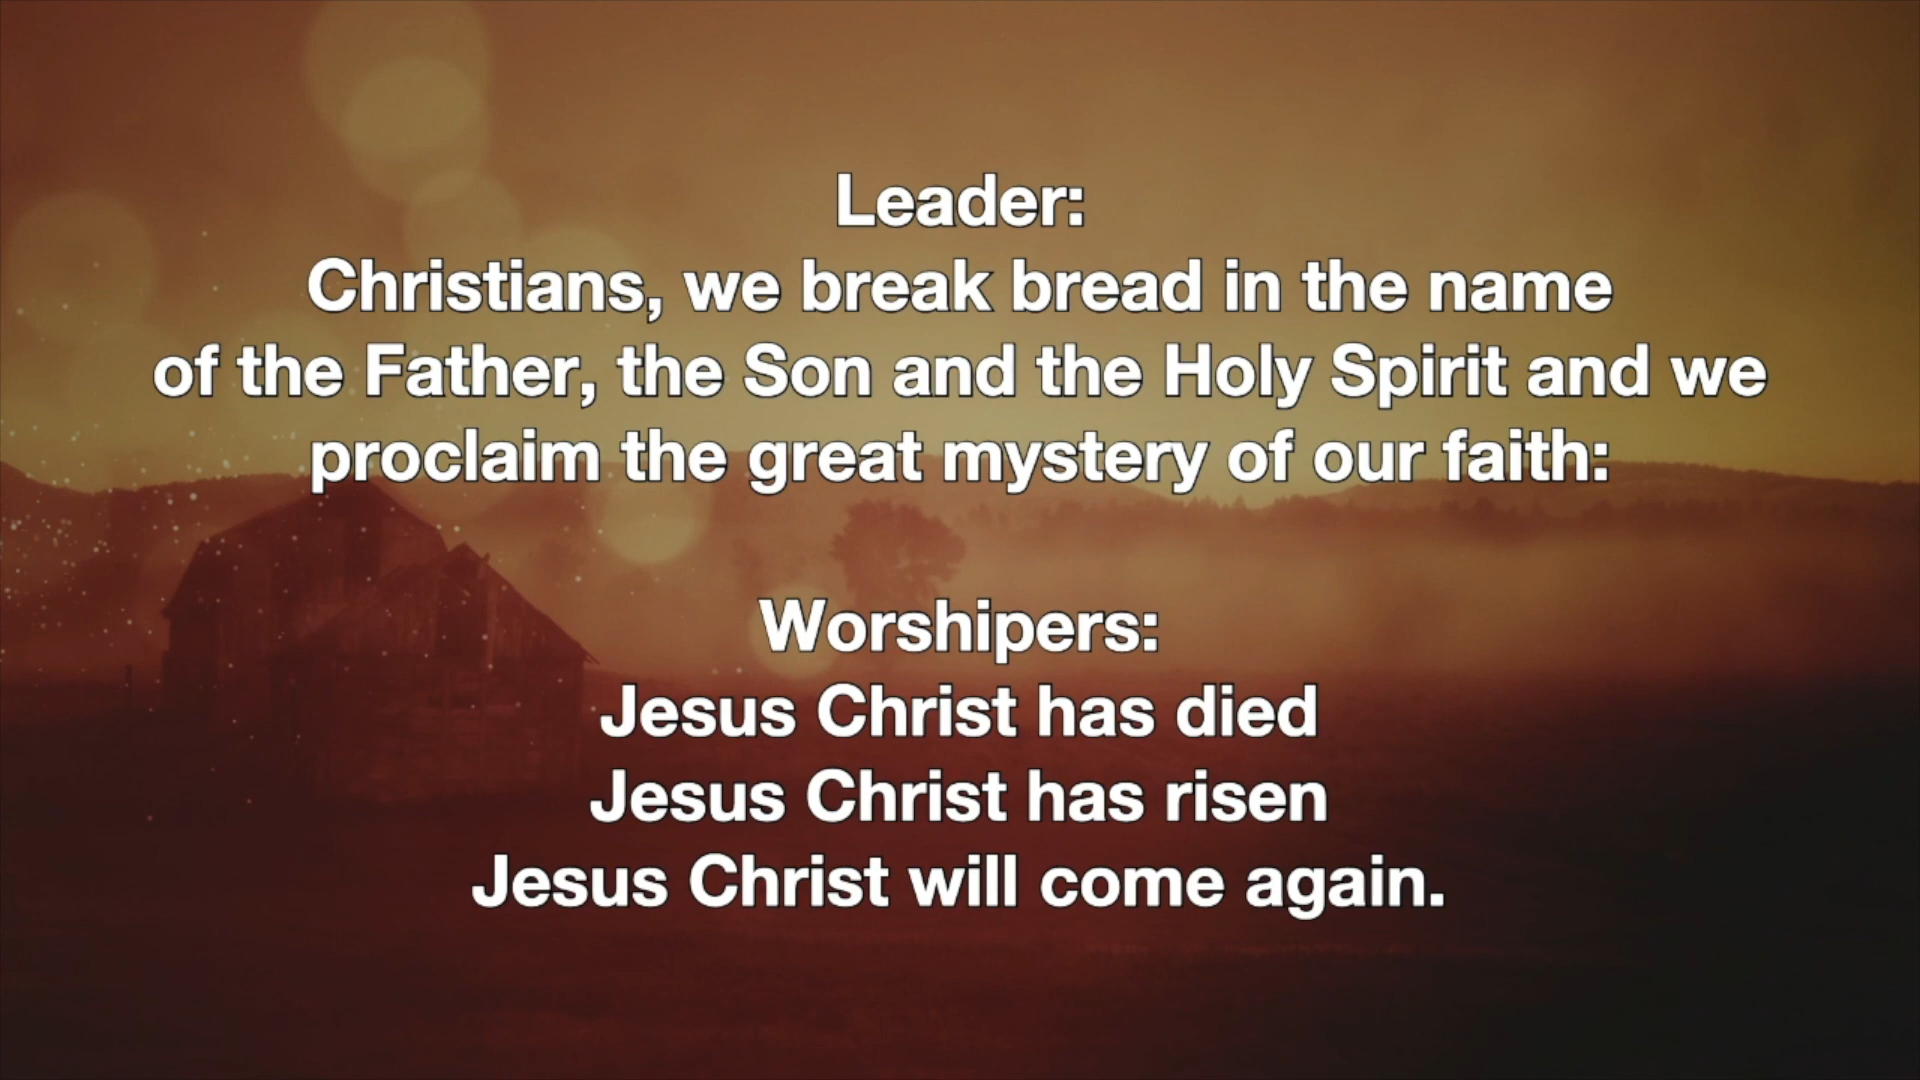 Leader:
Christians, we break bread in the name
of the Father, the Son and the Holy Spirit and we
proclaim the great mystery of our faith:
Worshipers:
Jesus Christ has died
Jesus Christ has risen
Jesus Christ will come again.